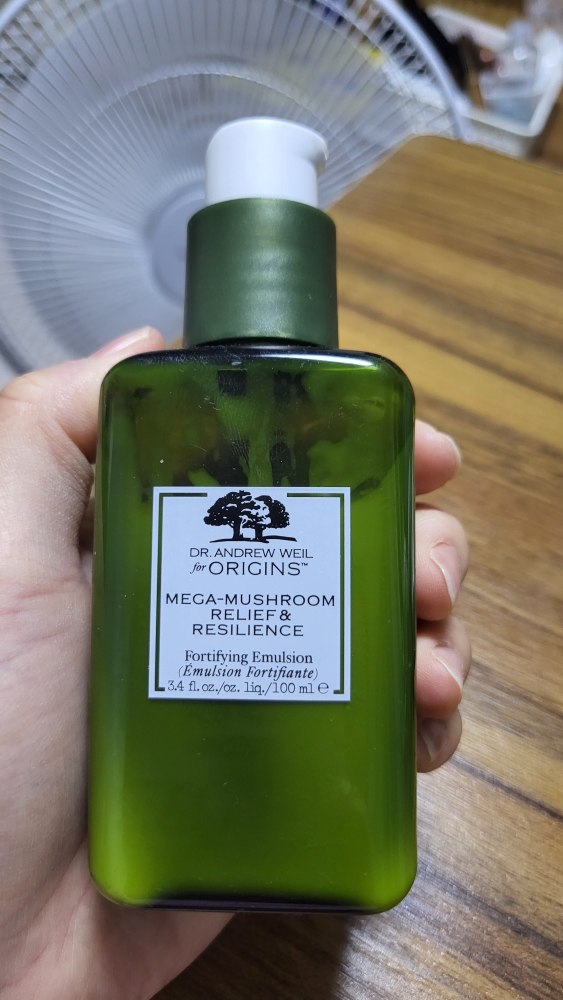 DR. ANDREW WEIL
for ORIGINS™
MEGA-MUSHROOM
RELIEF &
RESILIENCE
Fortifying Emulsion
(Émulsion Fortifiante)
3.4 fl. oz./oz. liq./100 ml ℮